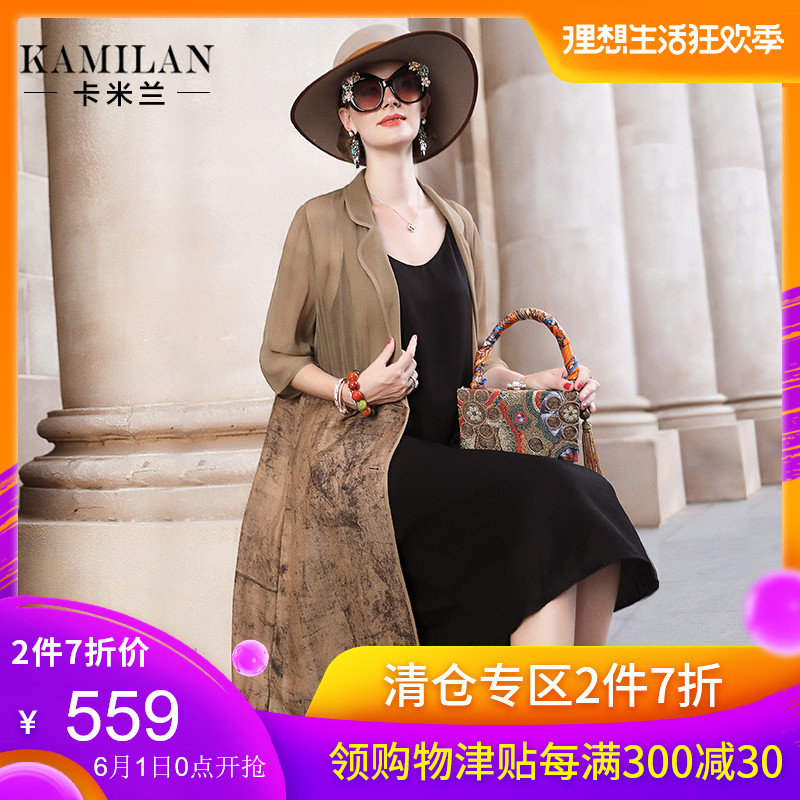 KAMILAN
卡米兰
理想生活狂欢季
2件7折价
¥ 559
6月1日0点开抢
清仓专区2件7折
领购物津贴每满300减30